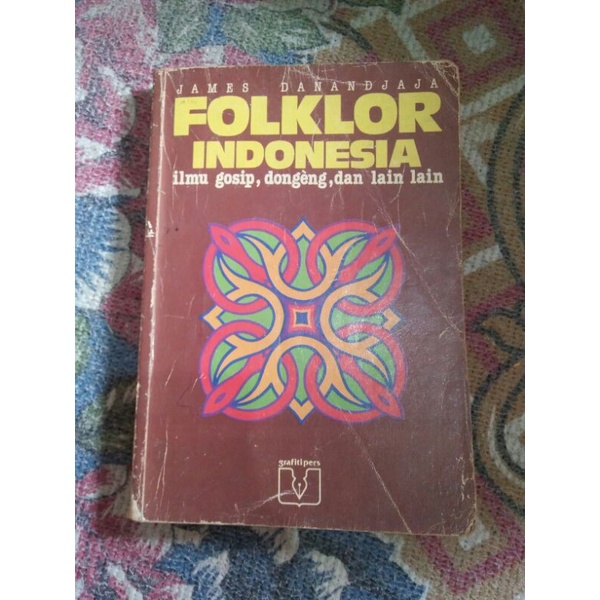 JAMES DANANDJAJA
FOLKLOR
INDONESIA
ilmu gosip, dongèng, dan lain lain
grafitipers